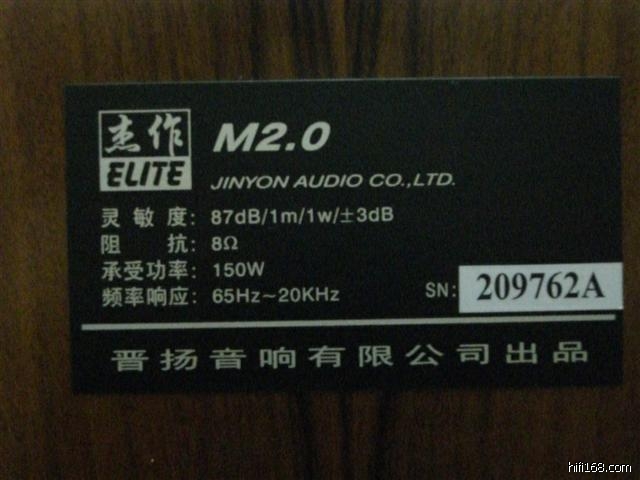 杰作
ELITE
M2.0
JINYON AUDIO CO.,LTD.
灵敏度: 87dB/1m/1w/±3dB
阻 抗: 8Ω
承受功率: 150W
频率响应: 65Hz~20KHz
SN: 209762A
晋扬音响有限公司出品
hifi168.com